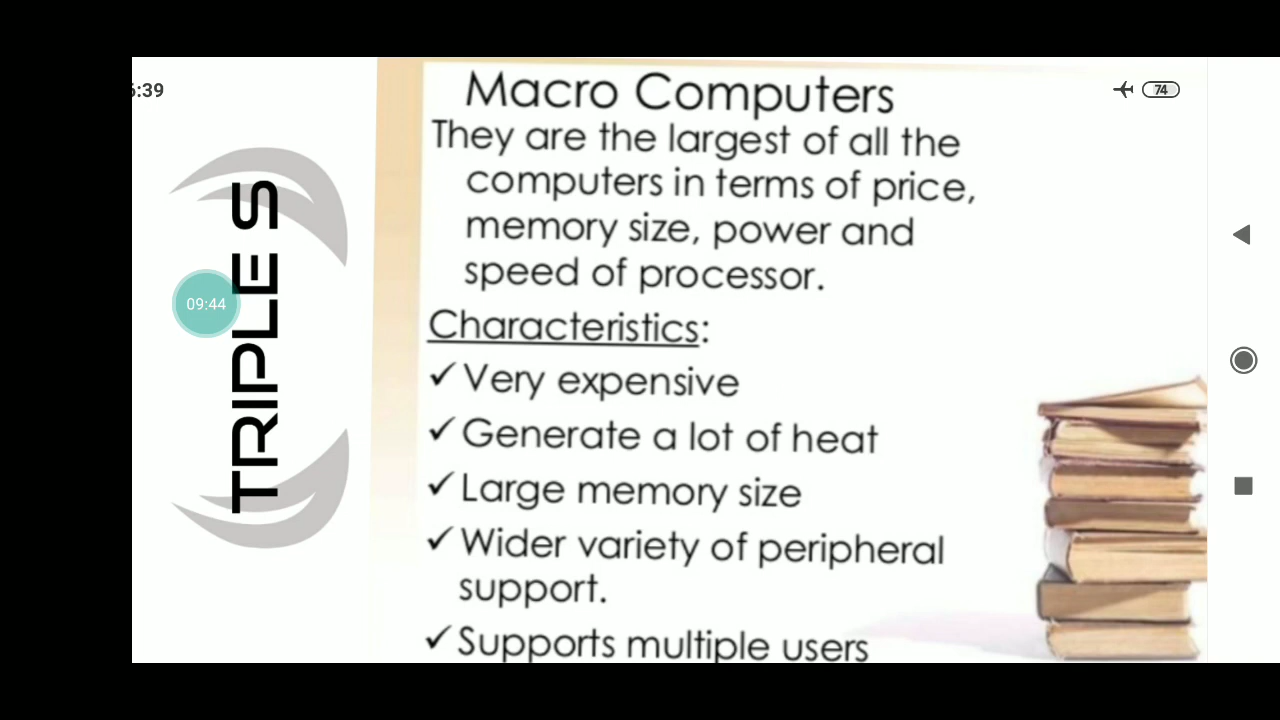 :39
74
TRIPLE S
09:44
Macro Computers
They are the largest of all the
computers in terms of price,
memory size, power and
speed of processor.
Characteristics:
✓ Very expensive
✓ Generate a lot of heat
✓ Large memory size
✓ Wider variety of peripheral
support.
✓ Supports multiple users